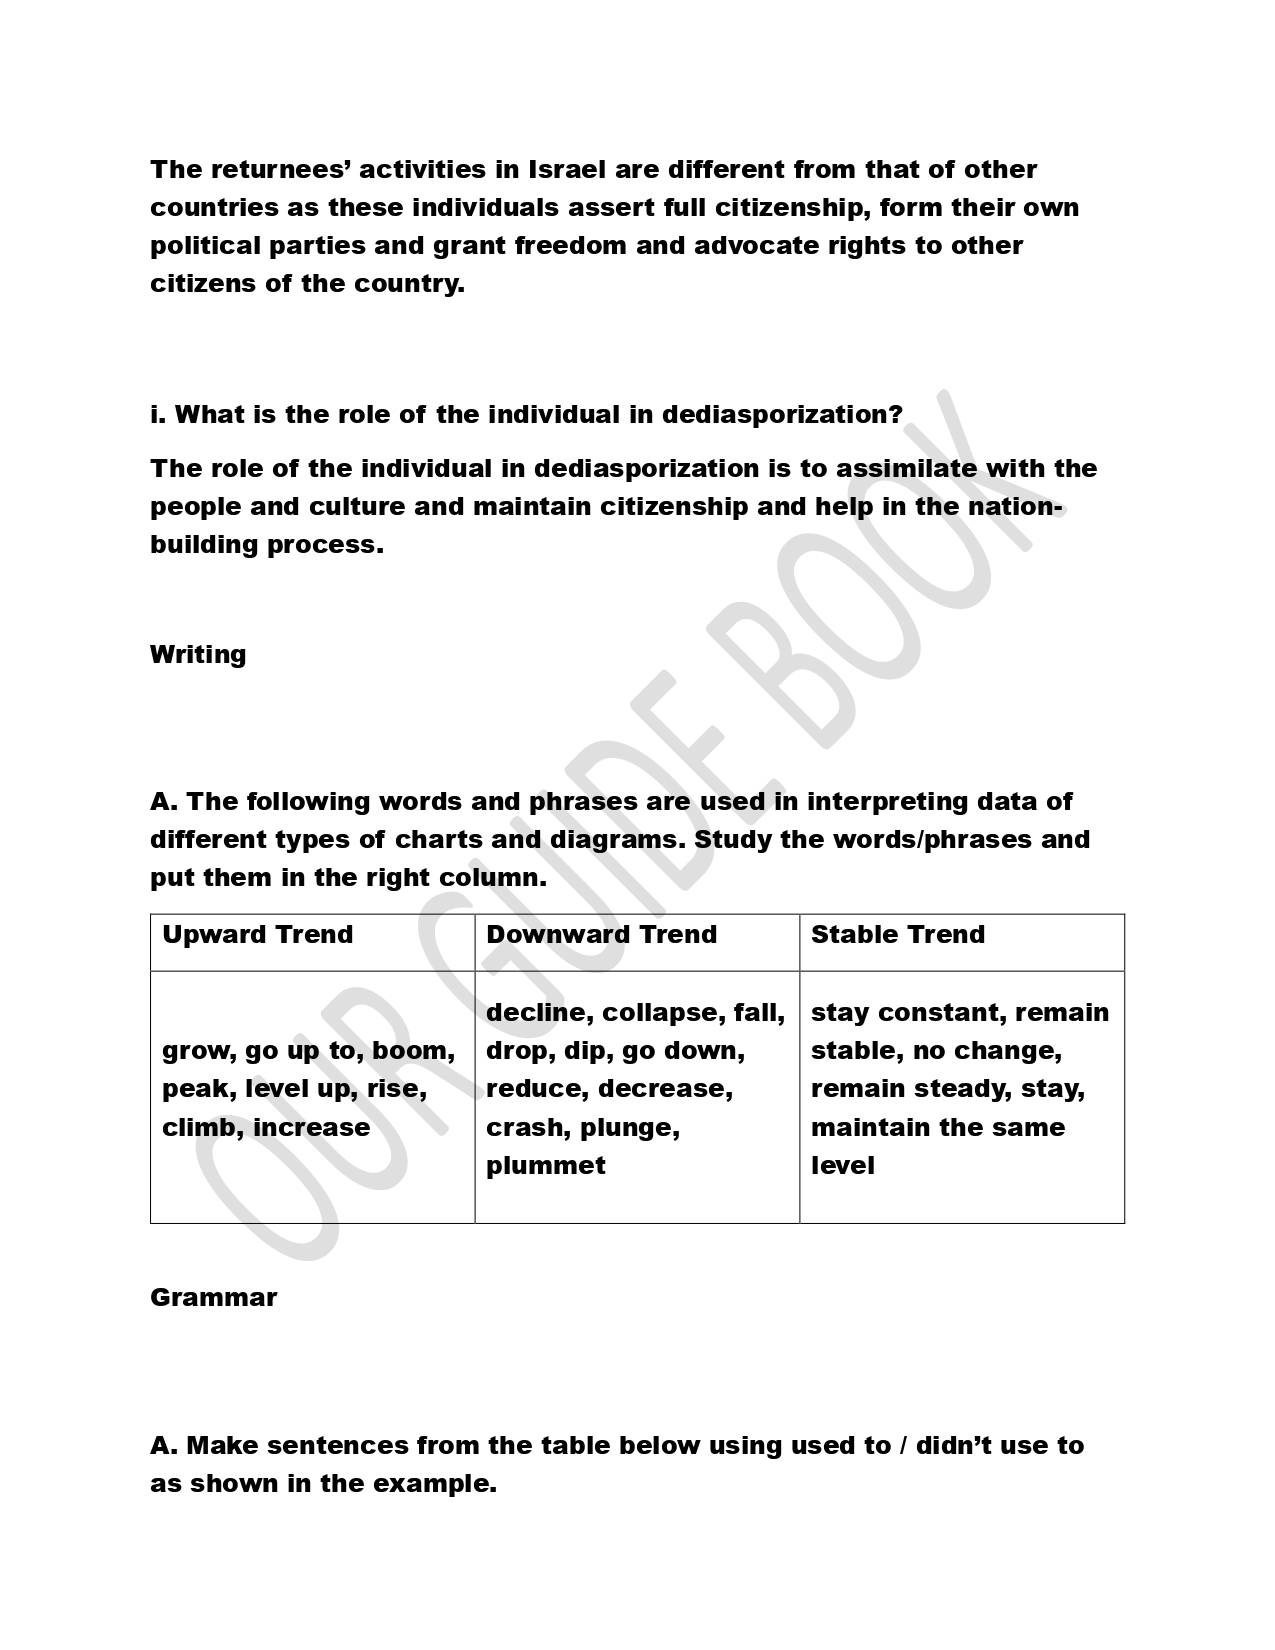 The returnees’ activities in Israel are different from that of other
countries as these individuals assert full citizenship, form their own
political parties and grant freedom and advocate rights to other
citizens of the country.
i. What is the role of the individual in dediasporization?
The role of the individual in dediasporization is to assimilate with the
people and culture and maintain citizenship and help in the nation-
building process.
Writing
A. The following words and phrases are used in interpreting data of
different types of charts and diagrams. Study the words/phrases and
put them in the right column.
Upward Trend
Downward Trend
Stable Trend
grow, go up to, boom,
peak, level up, rise,
climb, increase
decline, collapse, fall,
drop, dip, go down,
reduce, decrease,
crash, plunge,
plummet
stay constant, remain
stable, no change,
remain steady, stay,
maintain the same
level
Grammar
A. Make sentences from the table below using used to / didn’t use to
as shown in the example.
OUR GUIDE BOOK